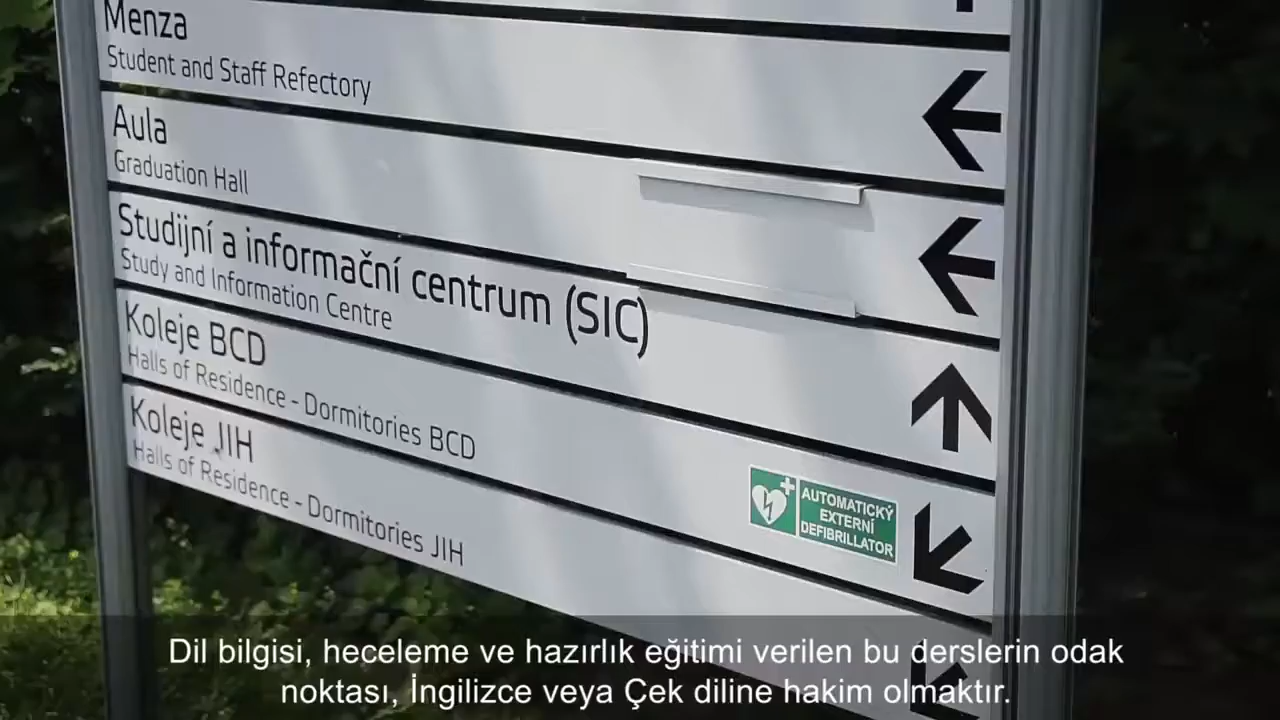 Menza
Student and Staff Refectory
Aula
Graduation Hall
Studijní a informační centrum (SIC)
Study and Information Centre
Koleje BCD
Halls of Residence - Dormitories BCD
Koleje JIH
Halls of Residence - Dormitories JIH
AUTOMATICKÝ
EXTERNÍ
DEFIBRILLATOR
Dil bilgisi, heceleme ve hazırlık eğitimi verilen bu derslerin odak
noktası, İngilizce veya Çek diline hakim olmaktır.